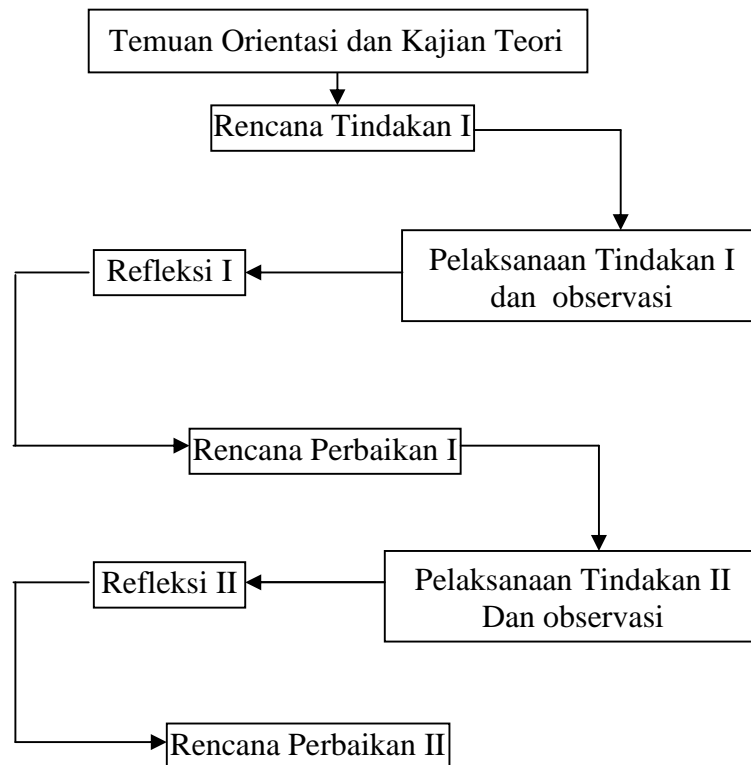 Temuan Orientasi dan Kajian Teori
Rencana Tindakan I
Pelaksanaan Tindakan I
dan observasi
Refleksi I
Rencana Perbaikan I
Pelaksanaan Tindakan II
Dan observasi
Refleksi II
Rencana Perbaikan II